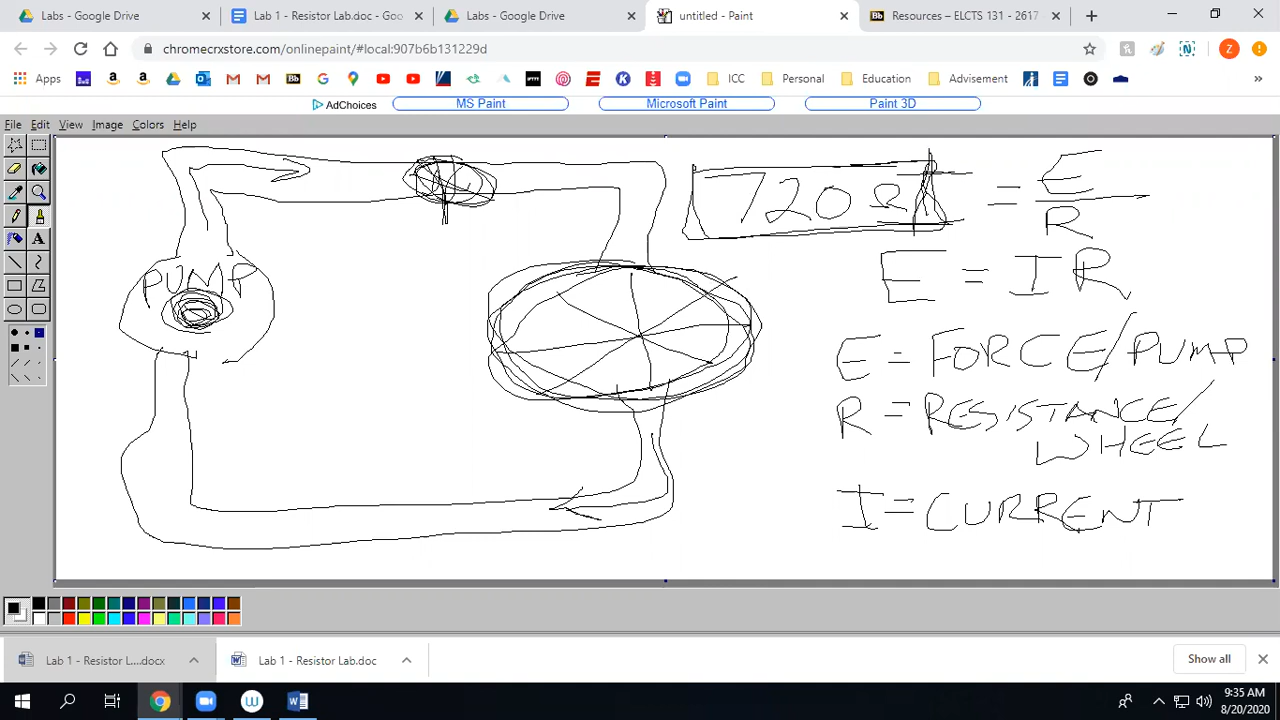 Labs - Google Drive
Lab 1 - Resistor Lab.doc - Goo
Labs - Google Drive
untitled - Paint
Resources – ELCTS 131 - 2617
chromecrxstore.com/onlinepaint/#local:907b6b131229d
Apps
ICC
Personal
Education
Advisement
AdChoices
MS Paint
Microsoft Paint
Paint 3D
File Edit View Image Colors Help
720 Ω
= E
R
E = IR
PUMP
E = FORCE/PUMP
R = RESISTANCE/
WHEEL
I = CURRENT
Lab 1 - Resistor L....docx
Lab 1 - Resistor Lab.doc
Show all
9:35 AM
8/20/2020